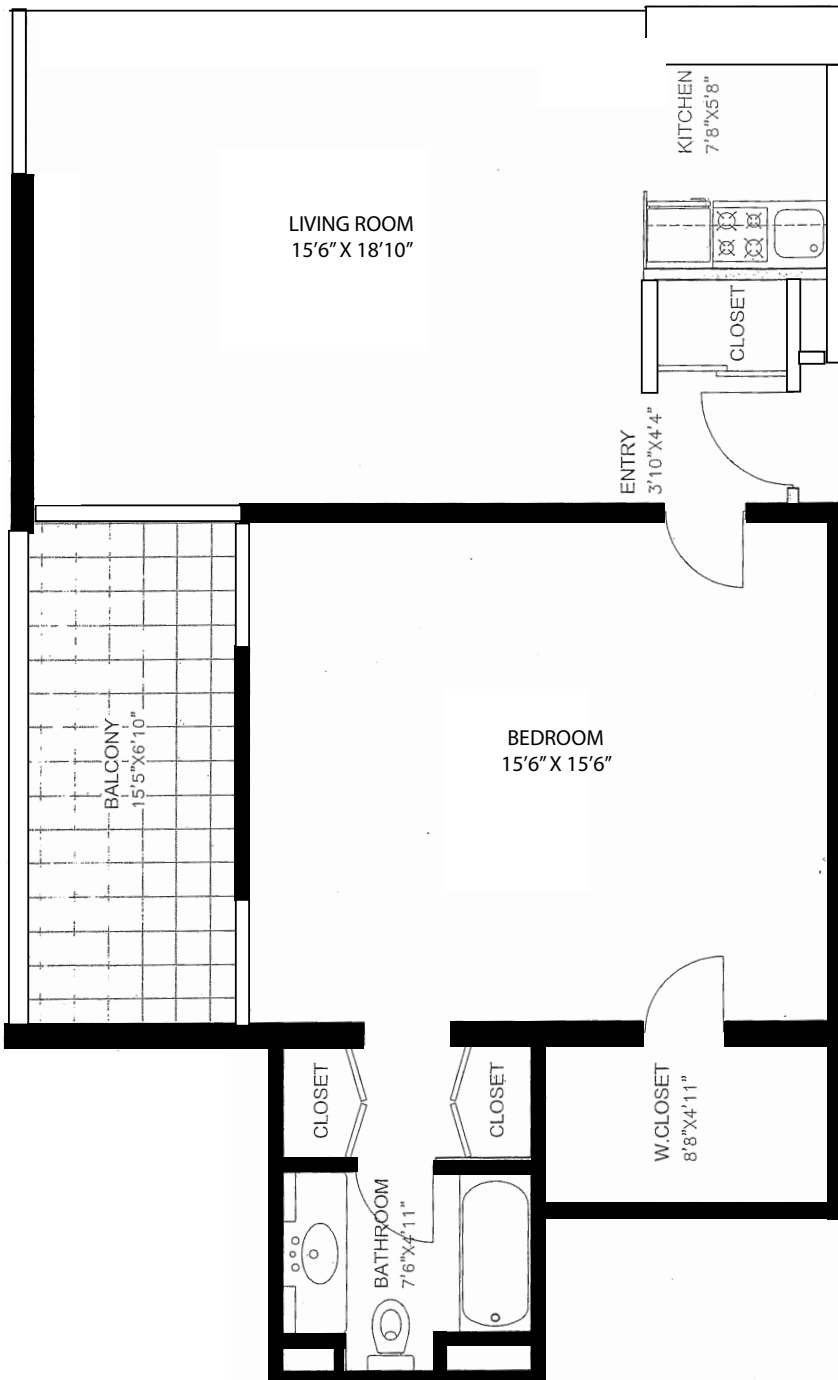 KITCHEN
7'8"X5'8"
LIVING ROOM
15'6” X 18'10”
CLOSET
ENTRY
3'10"X4'4"
BALCONY
15'5"X6'10"
BEDROOM
15'6” X 15'6”
CLOSET
CLOSET
W.CLOSET
8'8"X4'11"
BATHROOM
7'6"X4'11"